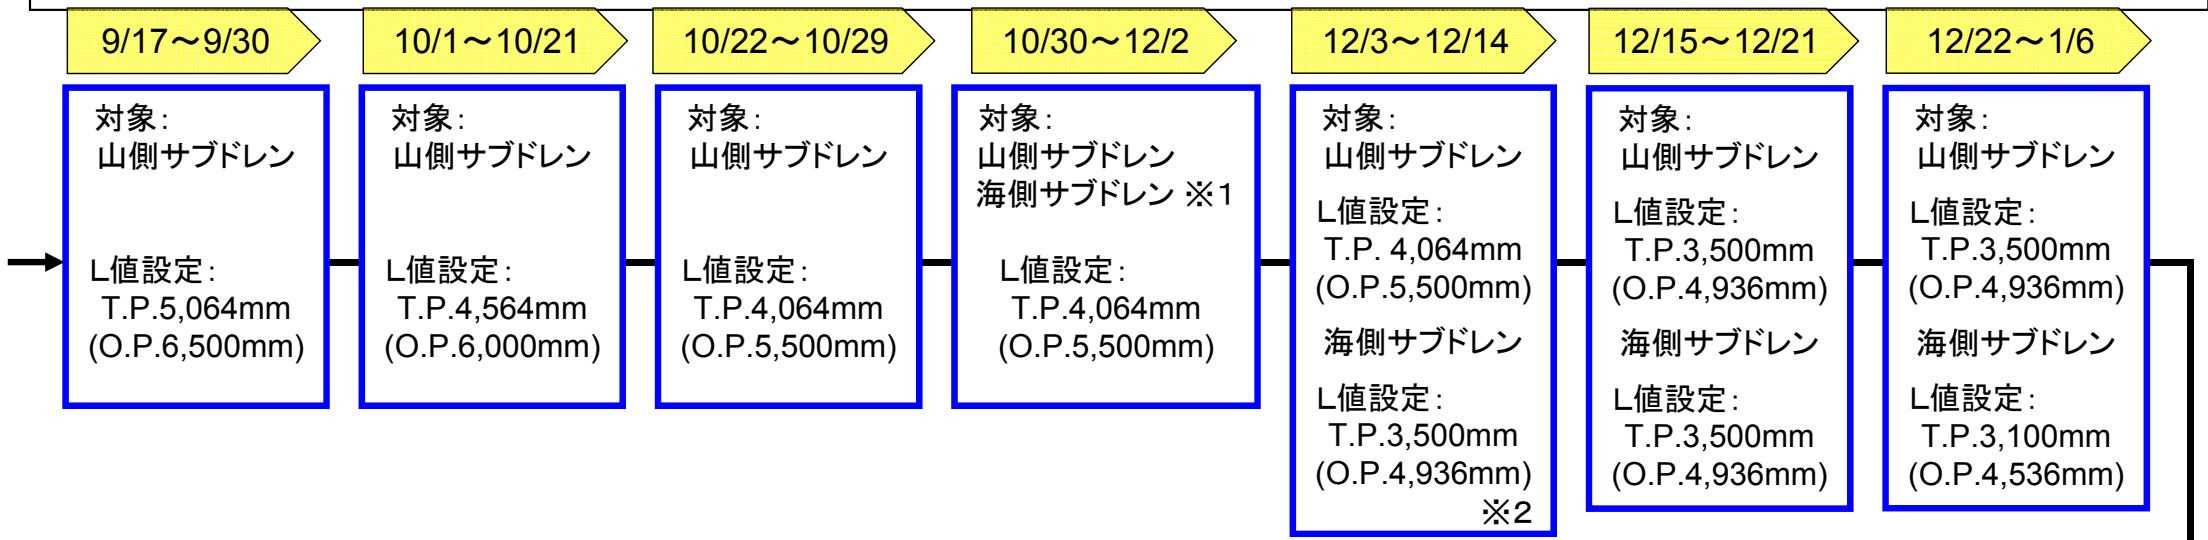 9/17～9/30
対象：
山側サブドレン
L値設定：
T.P.5,064mm
(O.P.6,500mm)
10/1～10/21
対象：
山側サブドレン
L値設定：
T.P.4,564mm
(O.P.6,000mm)
10/22～10/29
対象：
山側サブドレン
L値設定：
T.P.4,064mm
(O.P.5,500mm)
10/30～12/2
対象：
山側サブドレン
海側サブドレン ※1
L値設定：
T.P.4,064mm
(O.P.5,500mm)
12/3～12/14
対象：
山側サブドレン
L値設定：
T.P. 4,064mm
(O.P.5,500mm)
海側サブドレン
L値設定：
T.P.3,500mm
(O.P.4,936mm)
※2
12/15～12/21
対象：
山側サブドレン
L値設定：
T.P.3,500mm
(O.P.4,936mm)
海側サブドレン
L値設定：
T.P.3,500mm
(O.P.4,936mm)
12/22～1/6
対象：
山側サブドレン
L値設定：
T.P.3,500mm
(O.P.4,936mm)
海側サブドレン
L値設定：
T.P.3,100mm
(O.P.4,536mm)